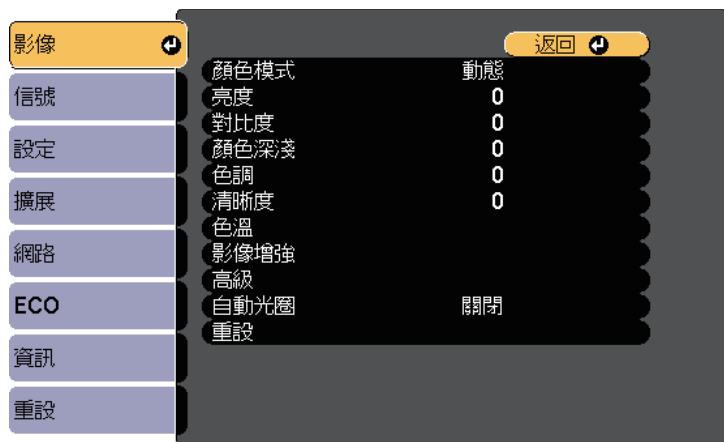 影像
信號
設定
擴展
網路
ECO
資訊
重設
返回
顏色模式 動態
亮度 0
對比度 0
顏色深淺 0
色調 0
清晰度 0
色溫
影像增強
高級
自動光圈 關閉
重設